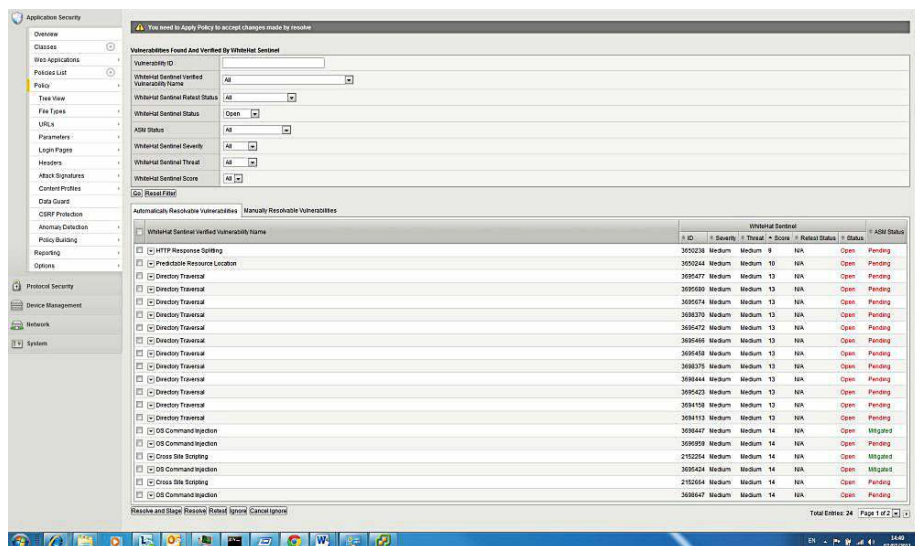 Application Security
Overview
Classes
Web Applications
Policies List
Policy
Tree View
File Types
URLs
Parameters
Login Pages
Headers
Attack Signatures
Content Profiles
Data Guard
CSRF Protection
Anomaly Detection
Policy Building
Reporting
Options
Protocol Security
Device Management
Network
System
You need to Apply Policy to accept changes made by resolve
Vulnerabilities Found And Verified By WhiteHat Sentinel
Vulnerability ID
WhiteHat Sentinel Verified Vulnerability Name All
WhiteHat Sentinel Retest Status All
WhiteHat Sentinel Status Open
ASM Status All
WhiteHat Sentinel Severity All
WhiteHat Sentinel Threat All
WhiteHat Sentinel Score All
Go Reset Filter
Automatically Resolvable Vulnerabilities Manually Resolvable Vulnerabilities
WhiteHat Sentinel
WhiteHat Sentinel Verified Vulnerability Name ID Severity Threat Score Retest Status Status ASM Status
HTTP Response Splitting 3650238 Medium Medium 9 N/A Open Pending
Predictable Resource Location 3650244 Medium Medium 10 N/A Open Pending
Directory Traversal 3695477 Medium Medium 13 N/A Open Pending
Directory Traversal 3695680 Medium Medium 13 N/A Open Pending
Directory Traversal 3695674 Medium Medium 13 N/A Open Pending
Directory Traversal 3698370 Medium Medium 13 N/A Open Pending
Directory Traversal 3695472 Medium Medium 13 N/A Open Pending
Directory Traversal 3695466 Medium Medium 13 N/A Open Pending
Directory Traversal 3695458 Medium Medium 13 N/A Open Pending
Directory Traversal 3698375 Medium Medium 13 N/A Open Pending
Directory Traversal 3698444 Medium Medium 13 N/A Open Pending
Directory Traversal 3695423 Medium Medium 13 N/A Open Pending
Directory Traversal 3694158 Medium Medium 13 N/A Open Pending
Directory Traversal 3694113 Medium Medium 13 N/A Open Pending
OS Command Injection 3698447 Medium Medium 14 N/A Open Mitigated
OS Command Injection 3696959 Medium Medium 14 N/A Open Pending
Cross Site Scripting 2152264 Medium Medium 14 N/A Open Mitigated
OS Command Injection 3695424 Medium Medium 14 N/A Open Mitigated
Cross Site Scripting 2152664 Medium Medium 14 N/A Open Pending
OS Command Injection 3698647 Medium Medium 14 N/A Open Pending
Resolve and Stage Resolve Retest Ignore Cancel Ignore
Total Entries: 24 Page 1 of 2
EN 14:49